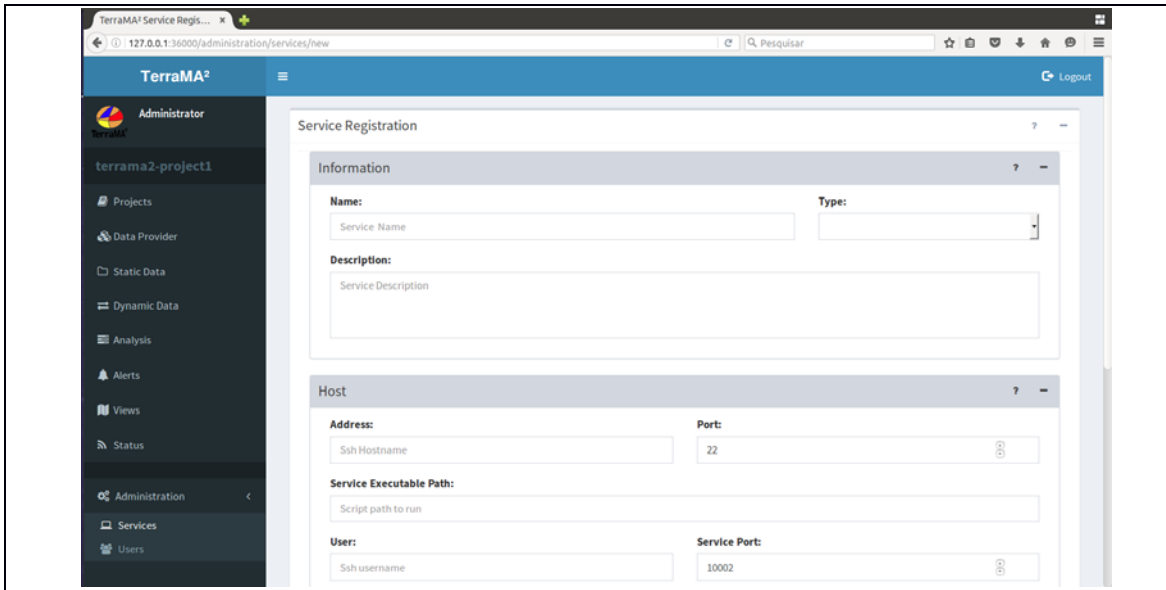 TerraMA² Service Regis... ×
127.0.0.1:36000/administration/services/new
Pesquisar
TerraMA²
Logout
Administrator
TerraMA²
terrama2-project1
Projects
Data Provider
Static Data
Dynamic Data
Analysis
Alerts
Views
Status
Administration
Services
Users
Service Registration ? −
Information ? −
Name: Type:
Service Name
Description:
Service Description
Host ? −
Address: Port:
Ssh Hostname 22
Service Executable Path:
Script path to run
User: Service Port:
Ssh username 10002